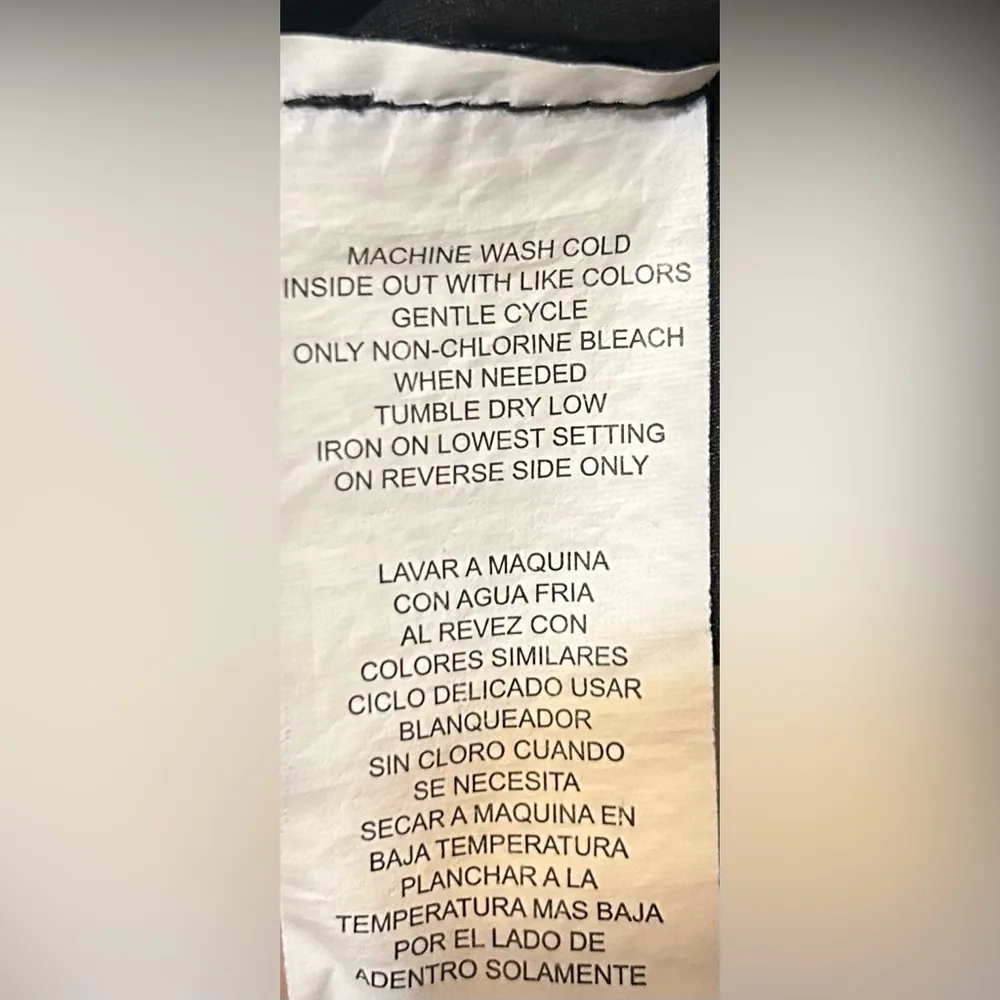 MACHINE WASH COLD
INSIDE OUT WITH LIKE COLORS
GENTLE CYCLE
ONLY NON-CHLORINE BLEACH
WHEN NEEDED
TUMBLE DRY LOW
IRON ON LOWEST SETTING
ON REVERSE SIDE ONLY
LAVAR A MAQUINA
CON AGUA FRIA
AL REVEZ CON
COLORES SIMILARES
CICLO DELICADO USAR
BLANQUEADOR
SIN CLORO CUANDO
SE NECESITA
SECAR A MAQUINA EN
BAJA TEMPERATURA
PLANCHAR A LA
TEMPERATURA MAS BAJA
POR EL LADO DE
ADENTRO SOLAMENTE